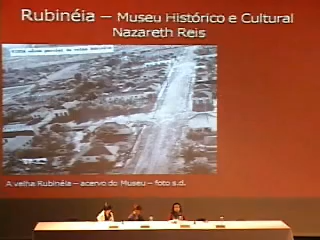 Rubinéia – Museu Histórico e Cultural
Nazareth Reis
A velha Rubinéia – acervo do Museu – foto s.d.